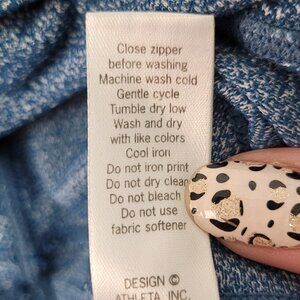 Close zipper
before washing
Machine wash cold
Gentle cycle
Tumble dry low
Wash and dry
with like colors
Cool iron
Do not iron print
Do not dry clean
Do not bleach
Do not use
fabric softener
DESIGN ©
ATHLETA, INC.